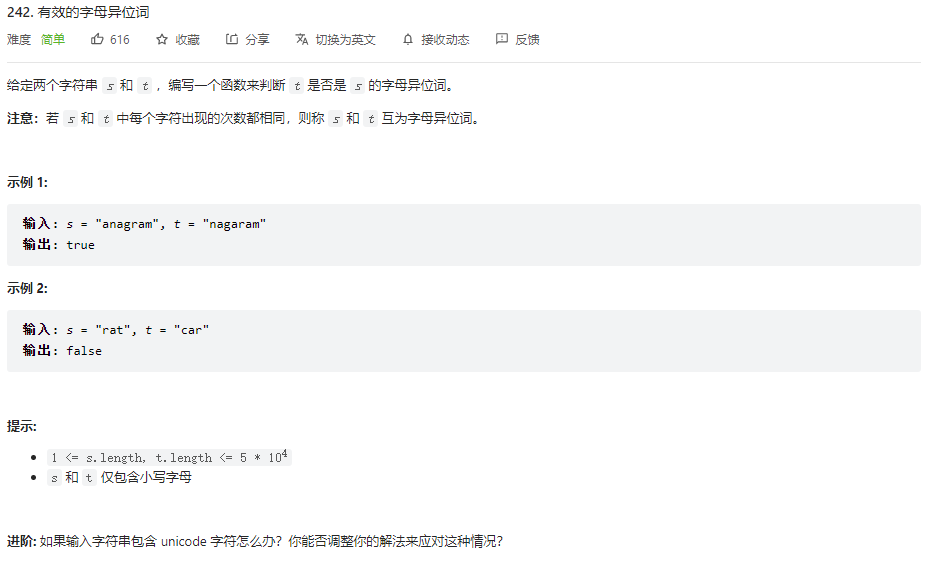 242. 有效的字母异位词
难度 简单 616 收藏 分享 切换为英文 接收动态 反馈
给定两个字符串 s 和 t ，编写一个函数来判断 t 是否是 s 的字母异位词。
注意：若 s 和 t 中每个字符出现的次数都相同，则称 s 和 t 互为字母异位词。
示例 1:
输入: s = "anagram", t = "nagaram"
输出: true
示例 2:
输入: s = "rat", t = "car"
输出: false
提示:
1 <= s.length, t.length <= 5 * 10⁴
s 和 t 仅包含小写字母
进阶: 如果输入字符串包含 unicode 字符怎么办？你能否调整你的解法来应对这种情况？